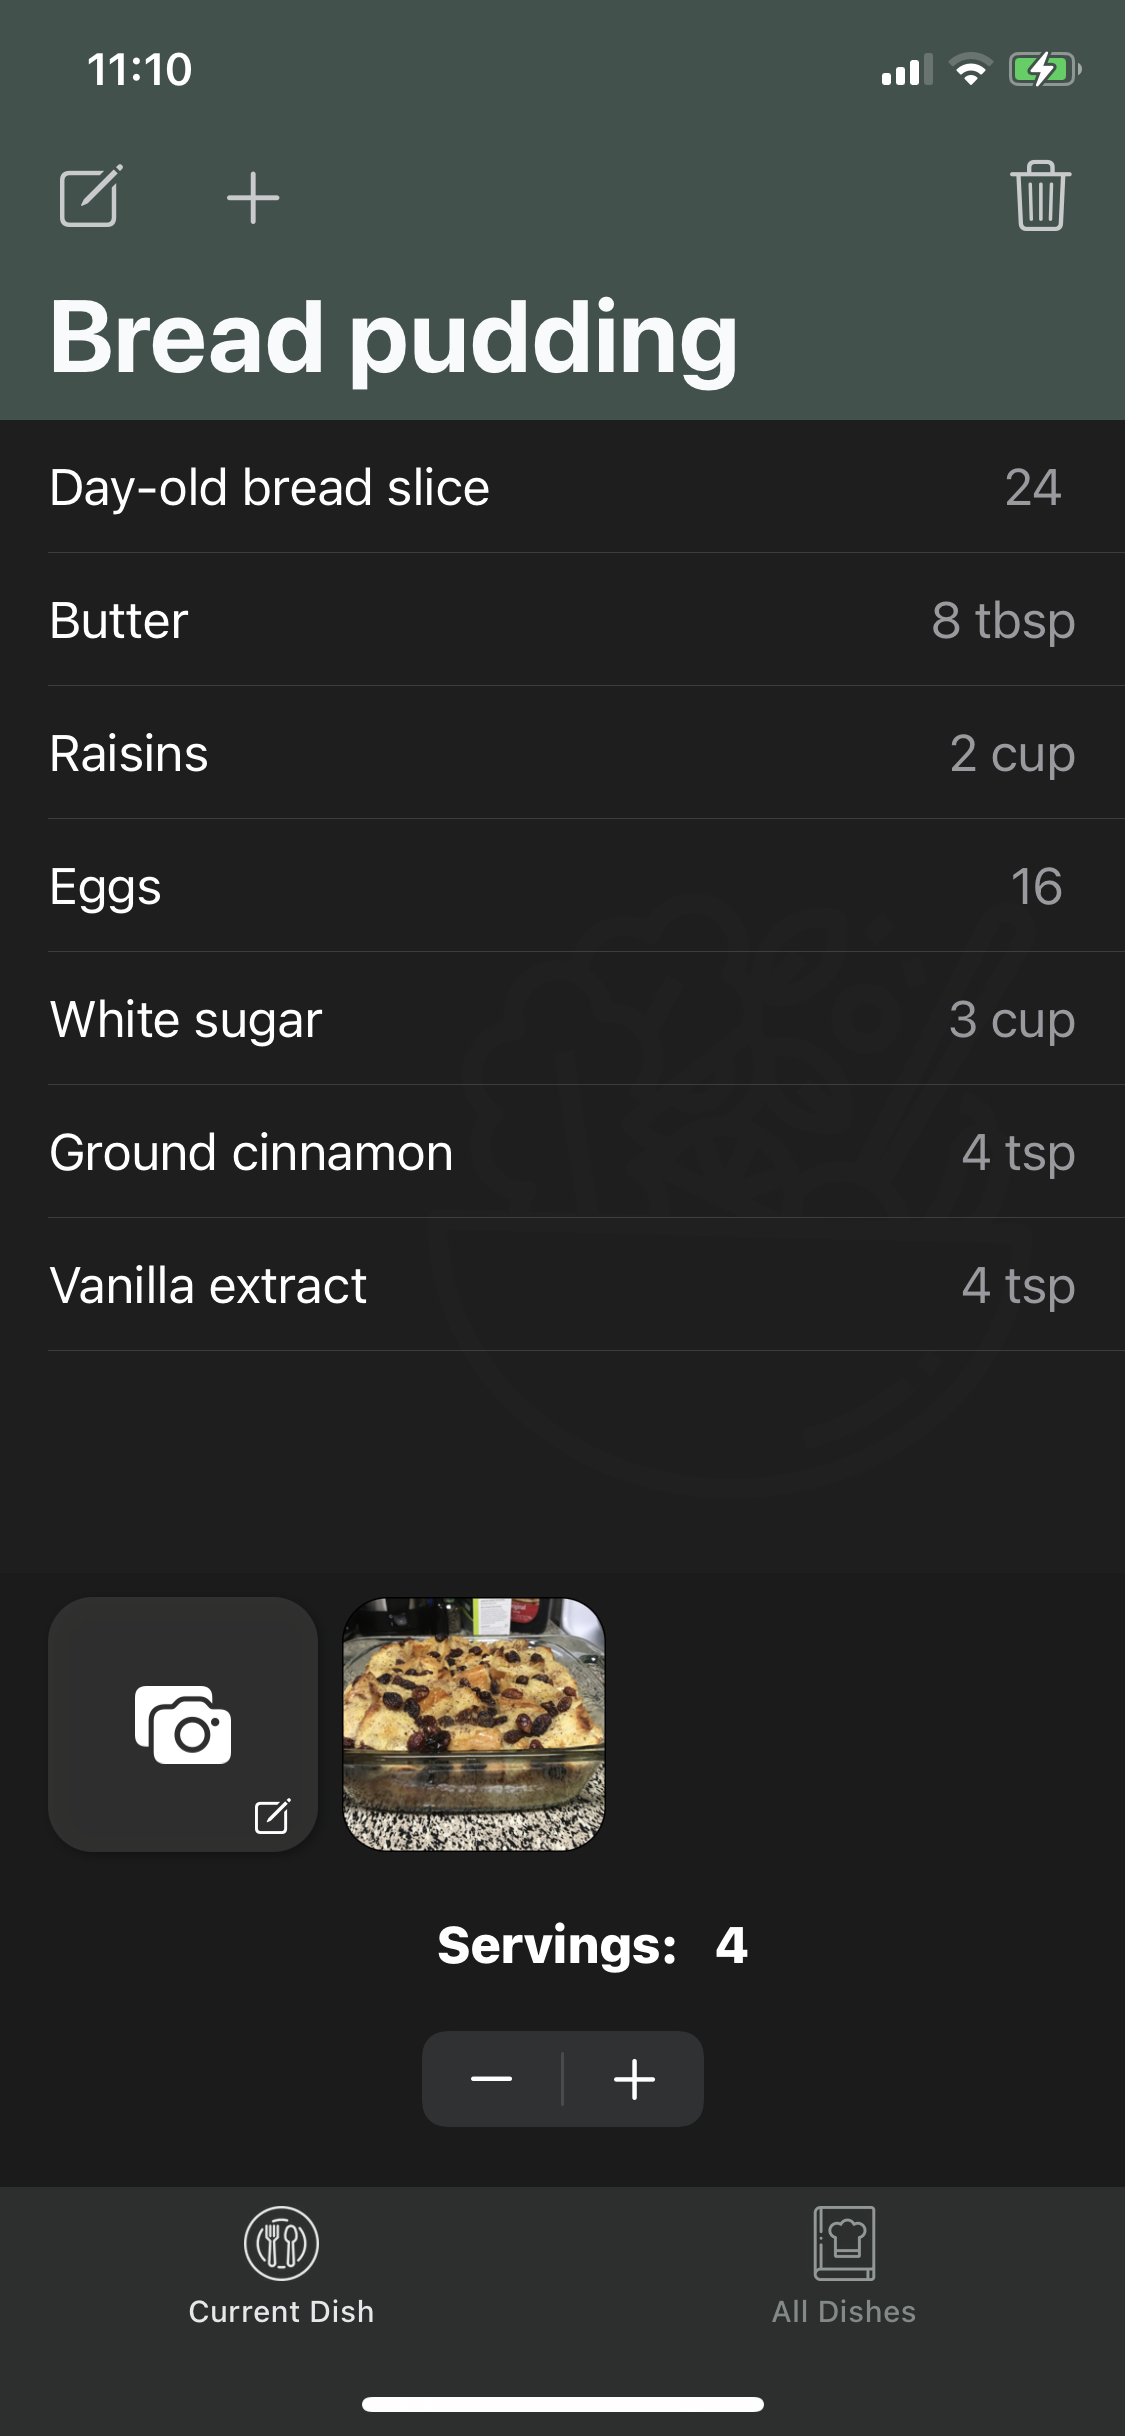 11:10
Bread pudding
Day-old bread slice 24
Butter 8 tbsp
Raisins 2 cup
Eggs 16
White sugar 3 cup
Ground cinnamon 4 tsp
Vanilla extract 4 tsp
Servings: 4
Current Dish All Dishes